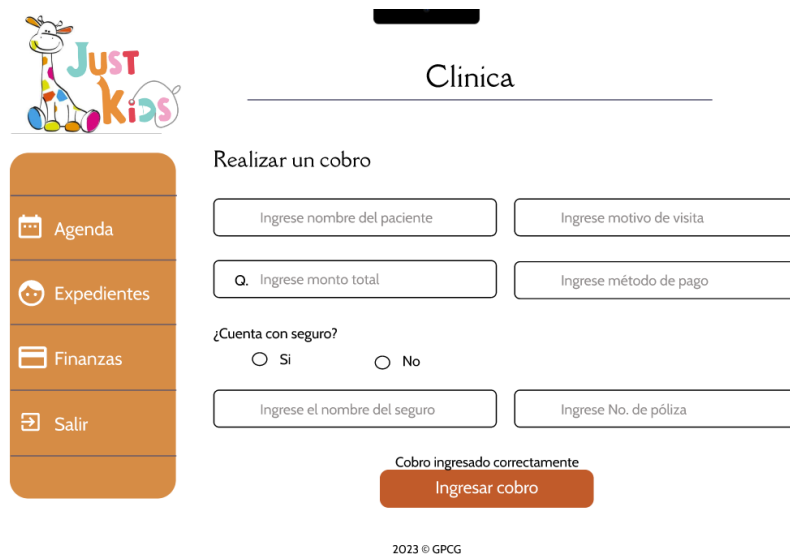 Just
Kids
Clinica
Agenda
Expedientes
Finanzas
Salir
Realizar un cobro
Ingrese nombre del paciente
Ingrese motivo de visita
Q. Ingrese monto total
Ingrese método de pago
¿Cuenta con seguro?
Si No
Ingrese el nombre del seguro
Ingrese No. de póliza
Cobro ingresado correctamente
Ingresar cobro
2023 © GPCG